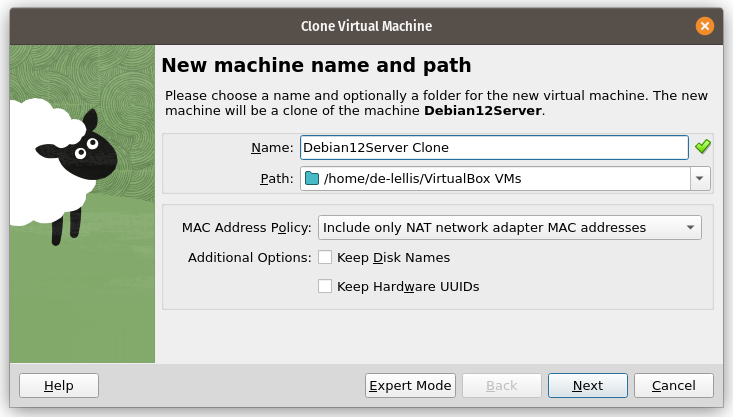 Clone Virtual Machine
New machine name and path
Please choose a name and optionally a folder for the new virtual machine. The new
machine will be a clone of the machine Debian12Server.
Name: Debian12Server Clone
Path: /home/de-lellis/VirtualBox VMs
MAC Address Policy: Include only NAT network adapter MAC addresses
Additional Options: Keep Disk Names
Keep Hardware UUIDs
Help Expert Mode Back Next Cancel